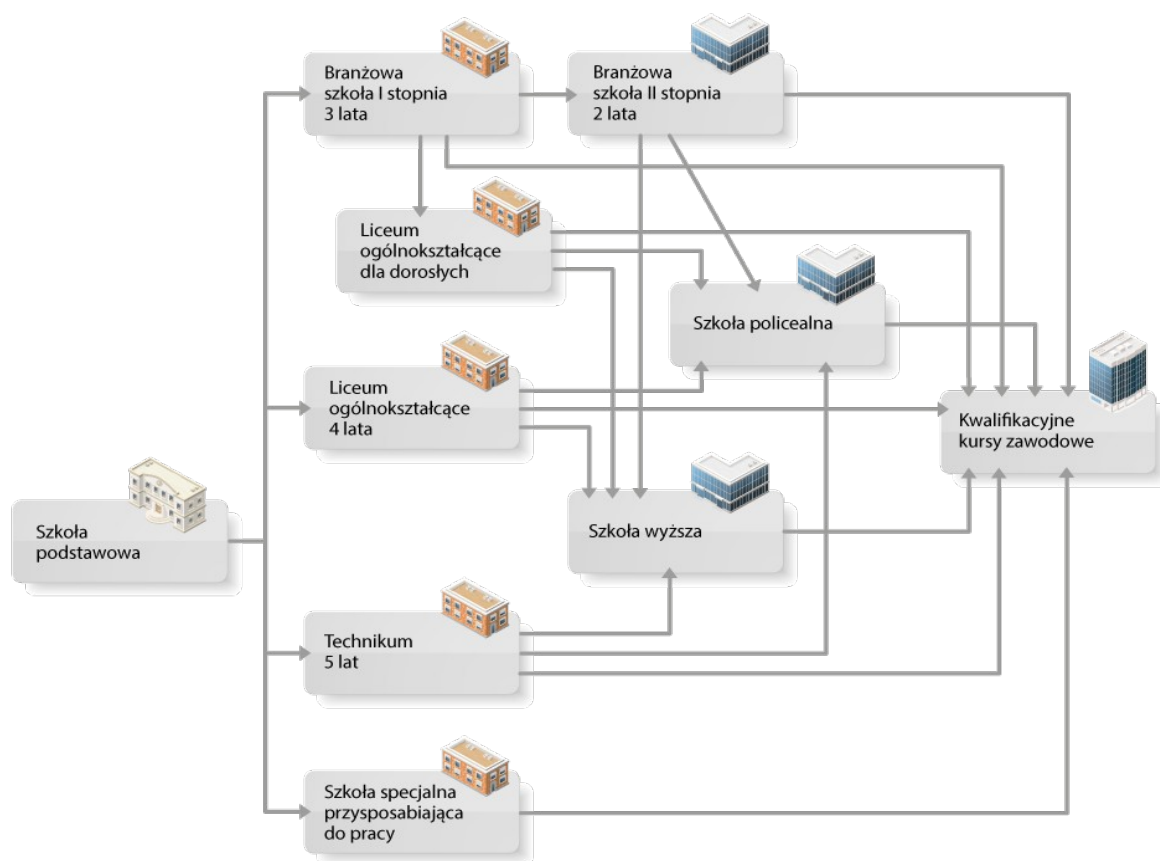 Branżowa
szkoła I stopnia
3 lata
Branżowa
szkoła II stopnia
2 lata
Liceum
ogólnokształcące
dla dorosłych
Szkoła policealna
Liceum
ogólnokształcące
4 lata
Kwalifikacyjne
kursy zawodowe
Szkoła
podstawowa
Szkoła wyższa
Technikum
5 lat
Szkoła specjalna
przysposabiająca
do pracy